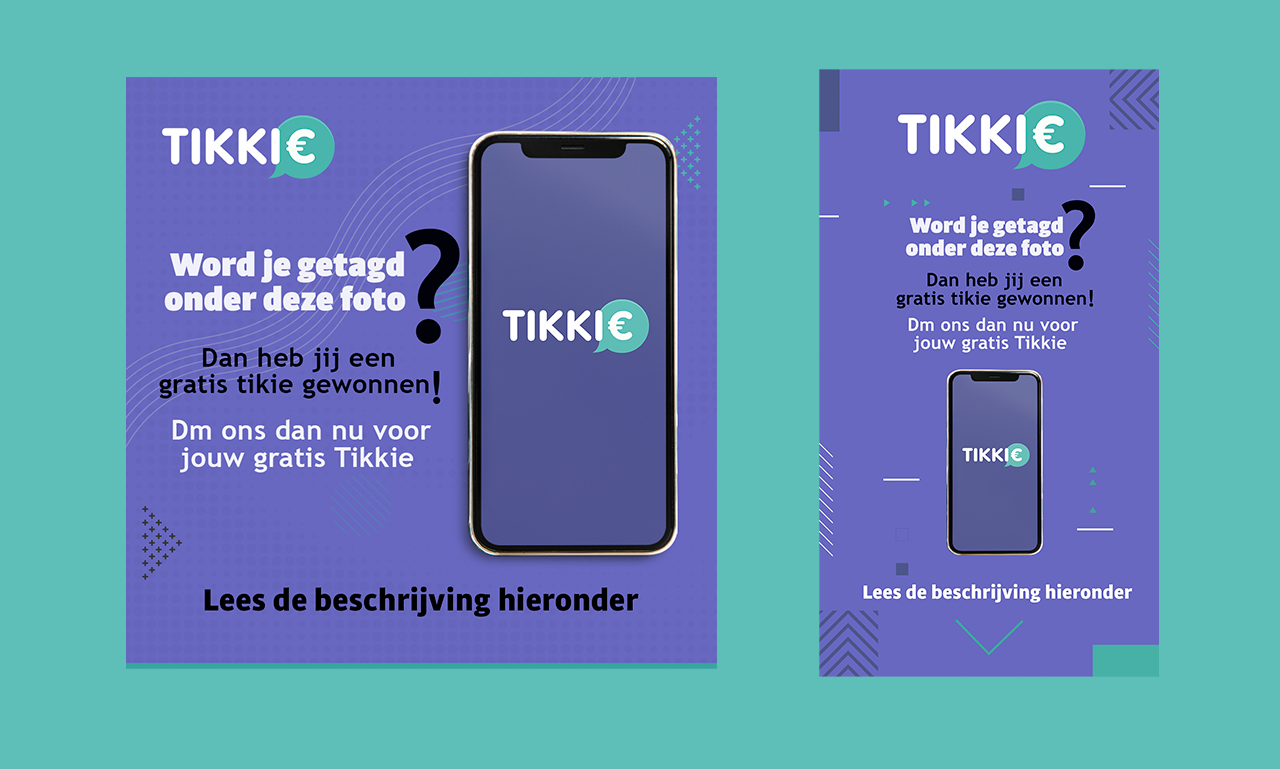 TIKKI€
Word je getagd
onder deze foto?
Dan heb jij een
gratis tikie gewonnen!
Dm ons dan nu voor
jouw gratis Tikkie
TIKKI€
Lees de beschrijving hieronder
TIKKI€
Word je getagd
onder deze foto?
Dan heb jij een
gratis tikie gewonnen!
Dm ons dan nu voor
jouw gratis Tikkie
TIKKI€
Lees de beschrijving hieronder